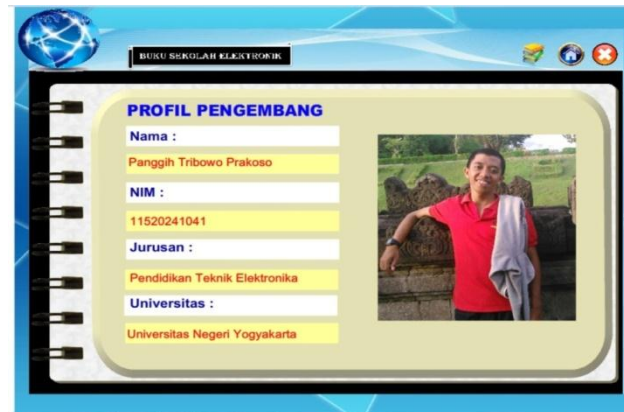 BUKU SEKOLAH ELEKTRONIK
PROFIL PENGEMBANG
Nama :
Panggih Tribowo Prakoso
NIM :
11520241041
Jurusan :
Pendidikan Teknik Elektronika
Universitas :
Universitas Negeri Yogyakarta